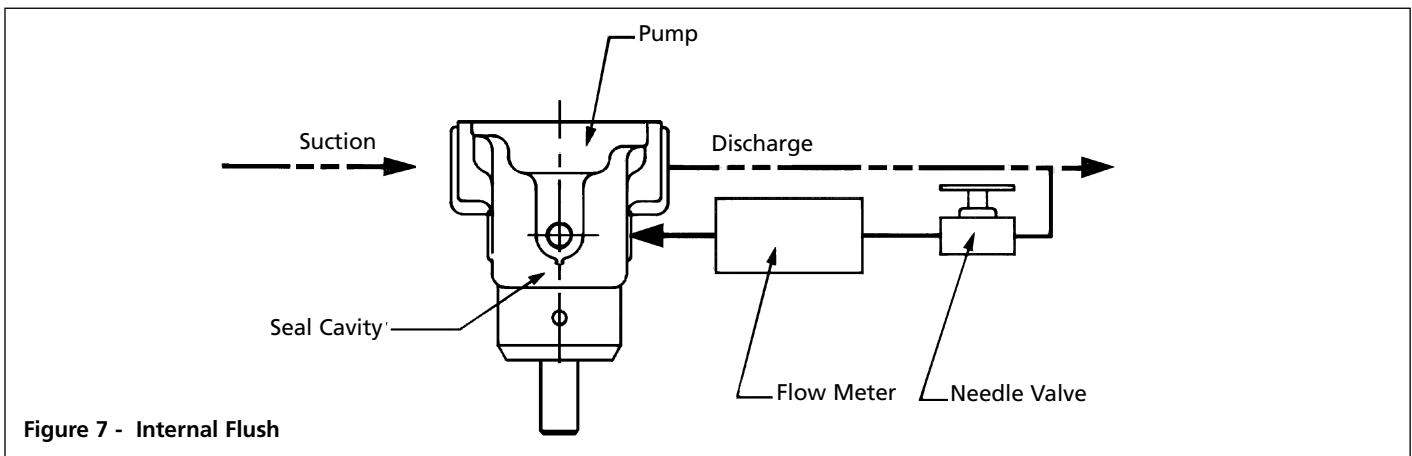 Pump
Suction
Discharge
Seal Cavity
Flow Meter
Needle Valve
Figure 7 - Internal Flush